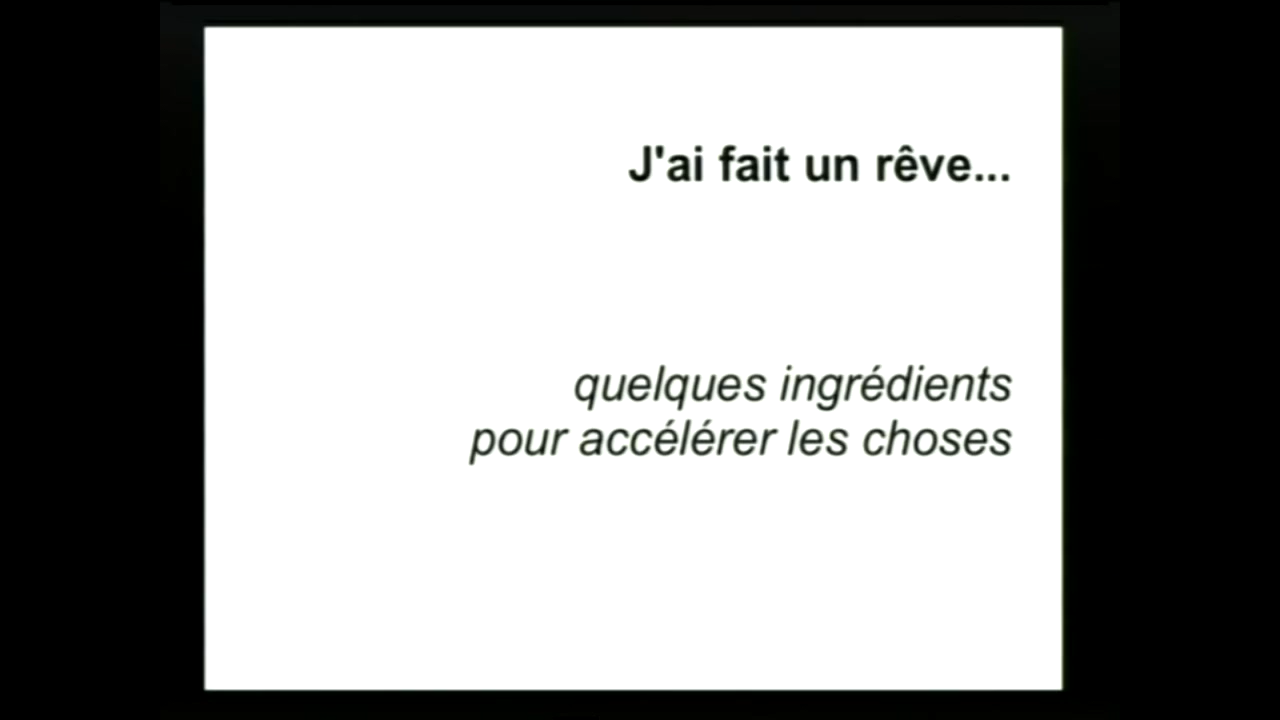 J'ai fait un rêve...
quelques ingrédients
pour accélérer les choses